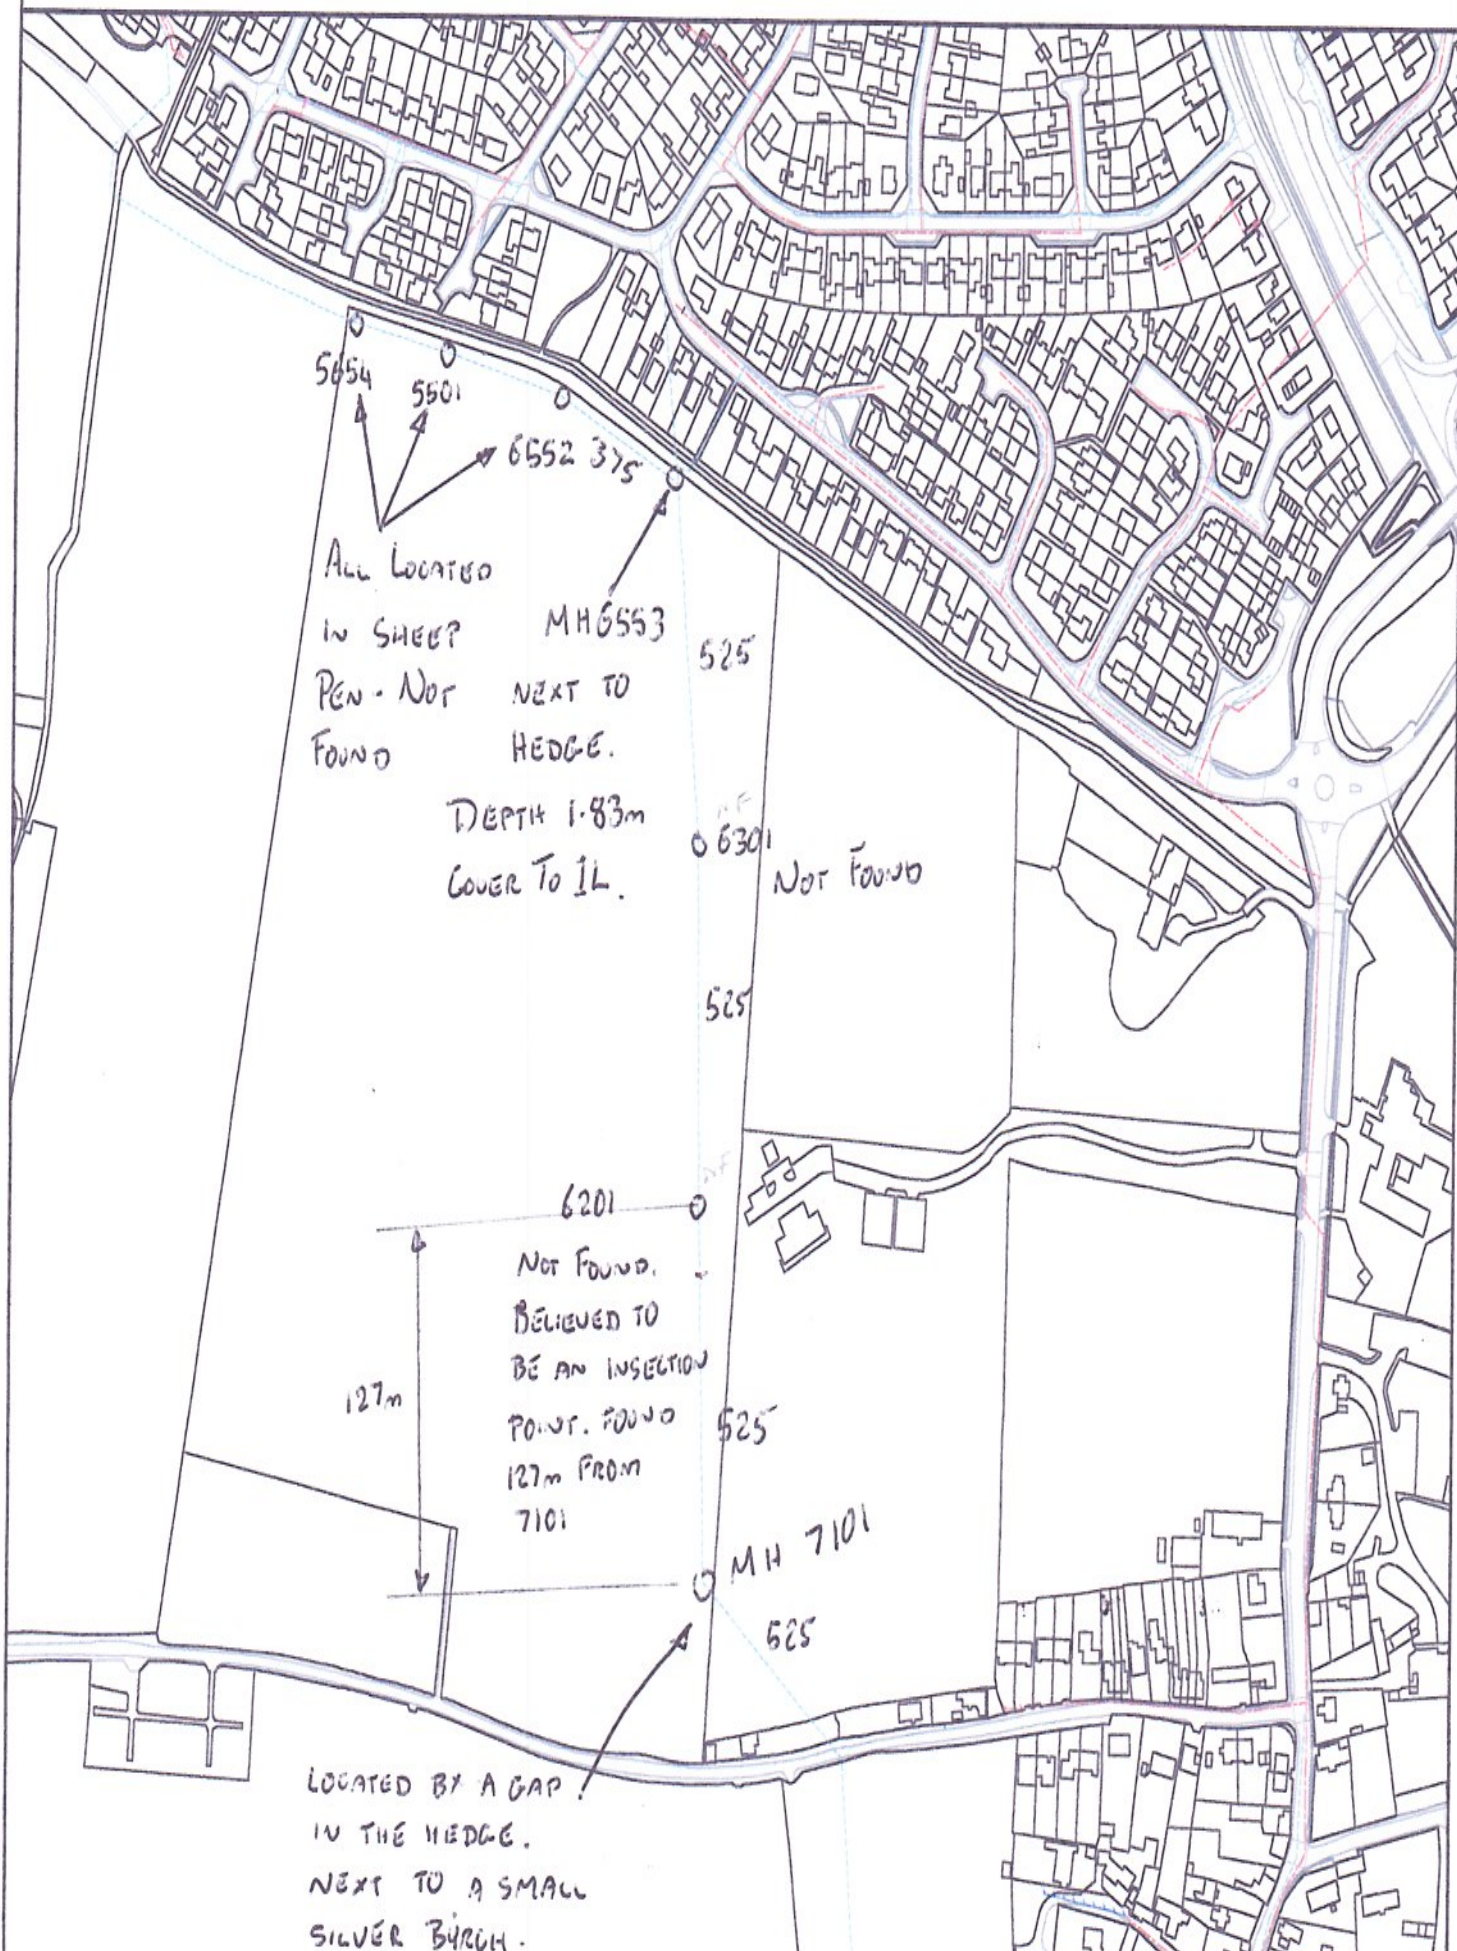 5654
5501
6552 375
ALL LOCATED
IN SHEEP
PEN - NOT
FOUND
MH6553
NEXT TO
HEDGE.
DEPTH 1.83m
COVER TO IL.
525
6301
NOT FOUND
525
6201
NOT FOUND.
BELIEVED TO
BE AN INSECTION
POINT. FOUND
127m FROM
7101
127m
525
MH 7101
525
LOCATED BY A GAP
IN THE HEDGE.
NEXT TO A SMALL
SILVER BYRCH.